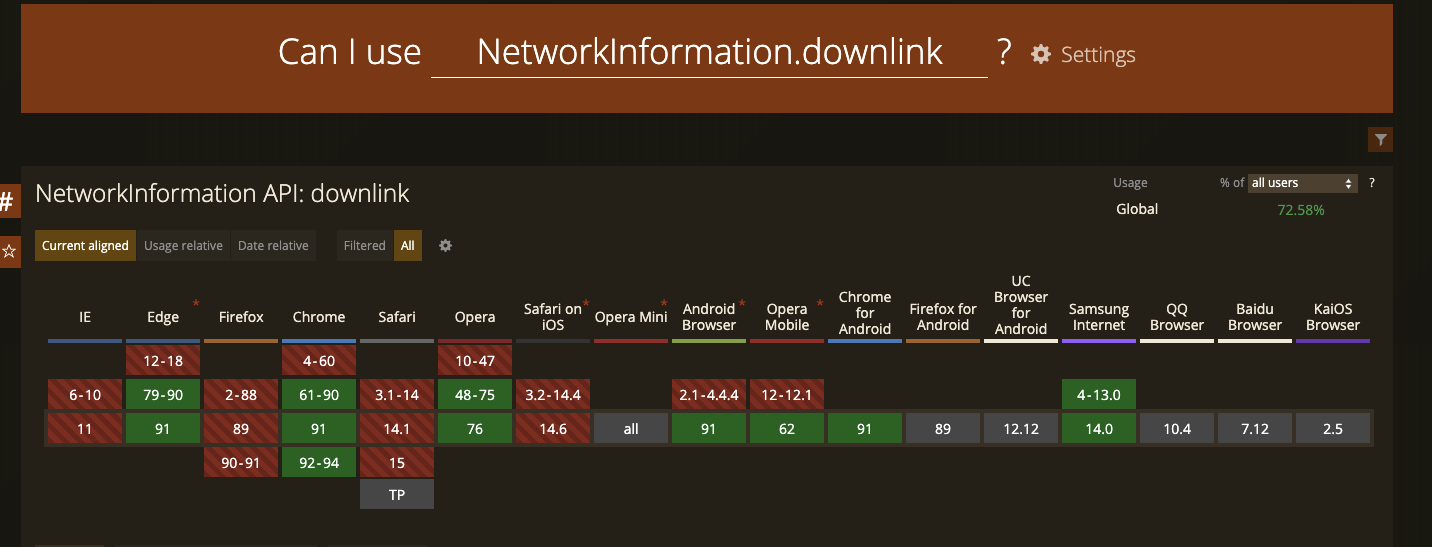 Can I use NetworkInformation.downlink ? Settings
#
NetworkInformation API: downlink
Usage % of all users ?
Global 72.58%
Current aligned Usage relative Date relative Filtered All
IE Edge * Firefox Chrome Safari Opera Safari on iOS * Opera Mini * Android Browser * Opera Mobile * Chrome for Android Firefox for Android UC Browser for Android Samsung Internet QQ Browser Baidu Browser KaiOS Browser
12-18 4-60 10-47
6-10 79-90 2-88 61-90 3.1-14 48-75 3.2-14.4 2.1-4.4.4 12-12.1 4-13.0
11 91 89 91 14.1 76 14.6 all 91 62 91 89 12.12 14.0 10.4 7.12 2.5
90-91 92-94 15
TP